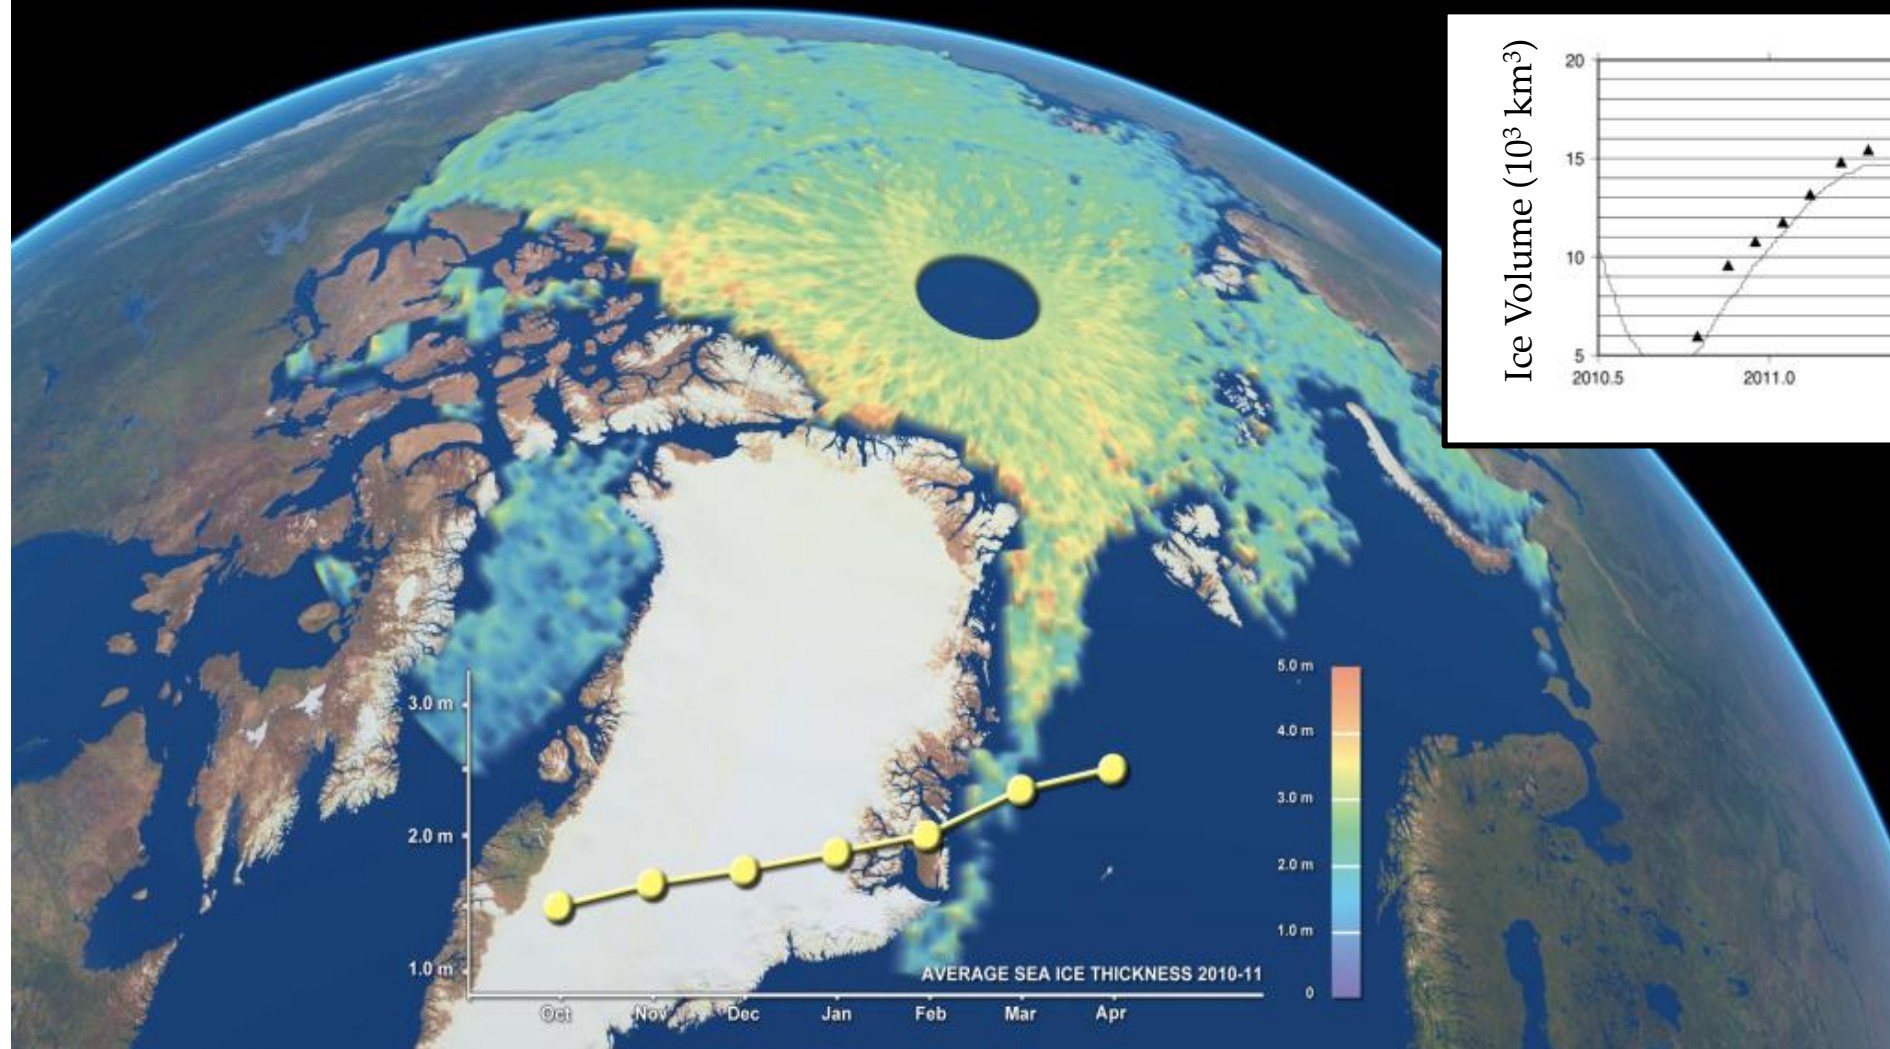 Ice Volume (10³ km³)
20
15
10
5
2010.5
2011.0
3.0 m
2.0 m
1.0 m
5.0 m
4.0 m
3.0 m
2.0 m
1.0 m
0
AVERAGE SEA ICE THICKNESS 2010-11
Oct
Nov
Dec
Jan
Feb
Mar
Apr